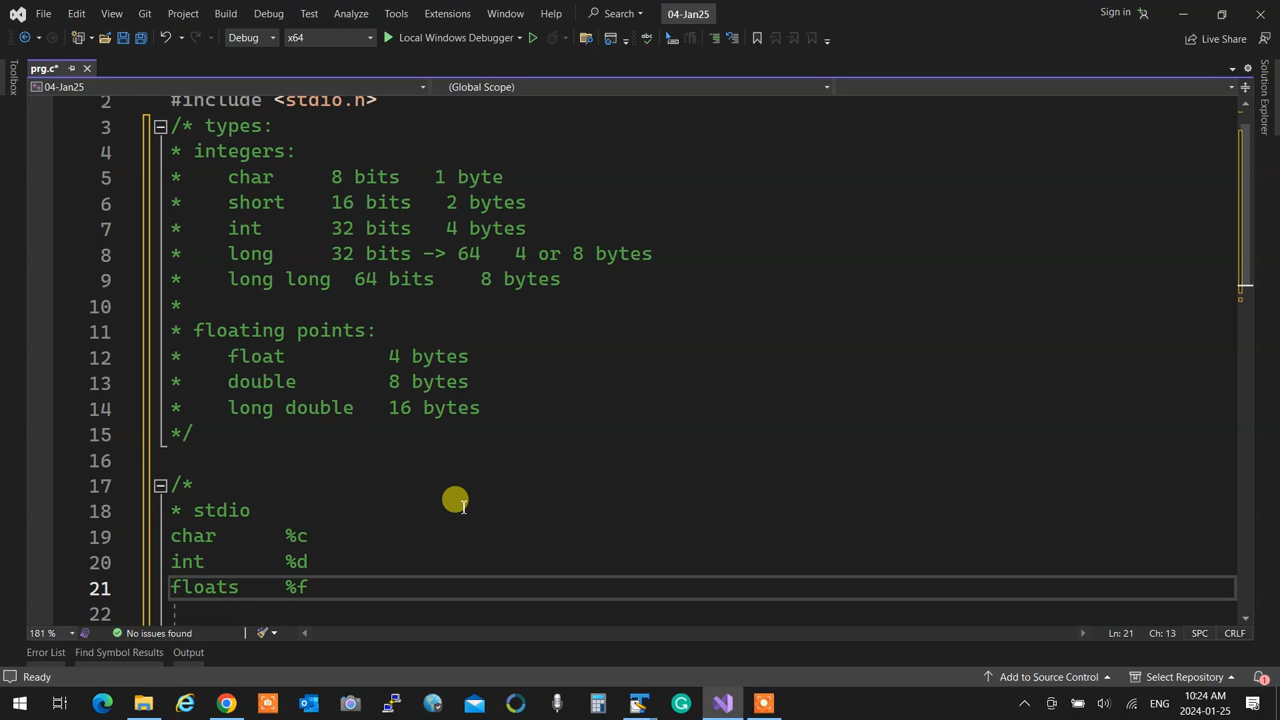 File Edit View Git Project Build Debug Test Analyze Tools Extensions Window Help Search 04-Jan25 Sign in
Debug x64 Local Windows Debugger Live Share
prg.c*
04-Jan25 (Global Scope)
Toolbox
Solution Explorer
2 #include <stdio.h>
3 /* types:
4 * integers:
5 * char 8 bits 1 byte
6 * short 16 bits 2 bytes
7 * int 32 bits 4 bytes
8 * long 32 bits -> 64 4 or 8 bytes
9 * long long 64 bits 8 bytes
10 *
11 * floating points:
12 * float 4 bytes
13 * double 8 bytes
14 * long double 16 bytes
15 */
16
17 /*
18 * stdio
19 char %c
20 int %d
21 floats %f
22
181 % No issues found Ln: 21 Ch: 13 SPC CRLF
Error List Find Symbol Results Output
Ready Add to Source Control Select Repository 1
ENG 10:24 AM
2024-01-25